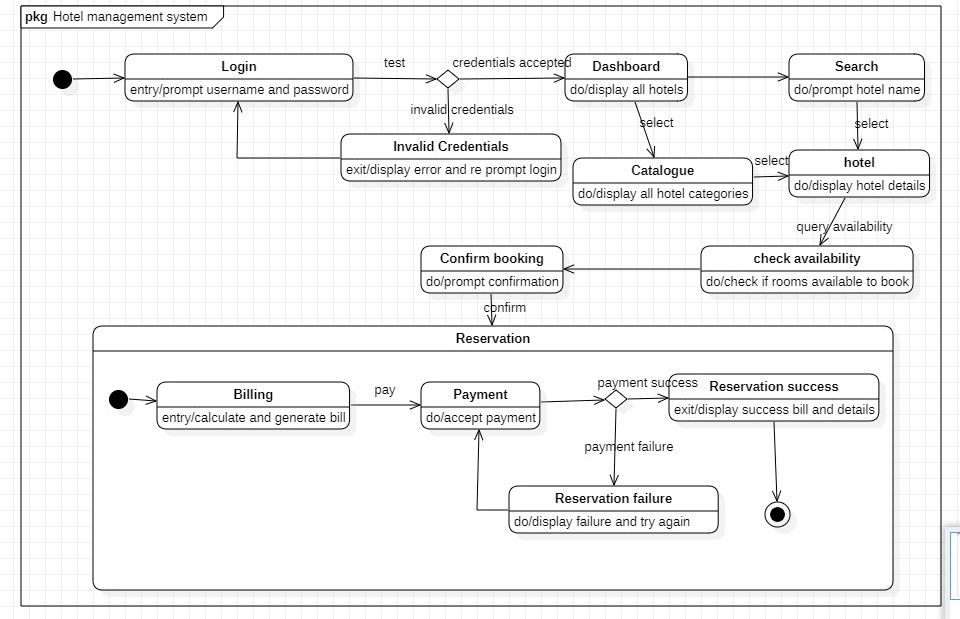 pkg Hotel management system
Login
entry/prompt username and password
test
credentials accepted
Dashboard
do/display all hotels
Search
do/prompt hotel name
invalid credentials
select
select
Invalid Credentials
exit/display error and re prompt login
Catalogue
do/display all hotel categories
select
hotel
do/display hotel details
query availability
Confirm booking
do/prompt confirmation
check availability
do/check if rooms available to book
confirm
Reservation
Billing
entry/calculate and generate bill
pay
Payment
do/accept payment
payment success
Reservation success
exit/display success bill and details
payment failure
Reservation failure
do/display failure and try again